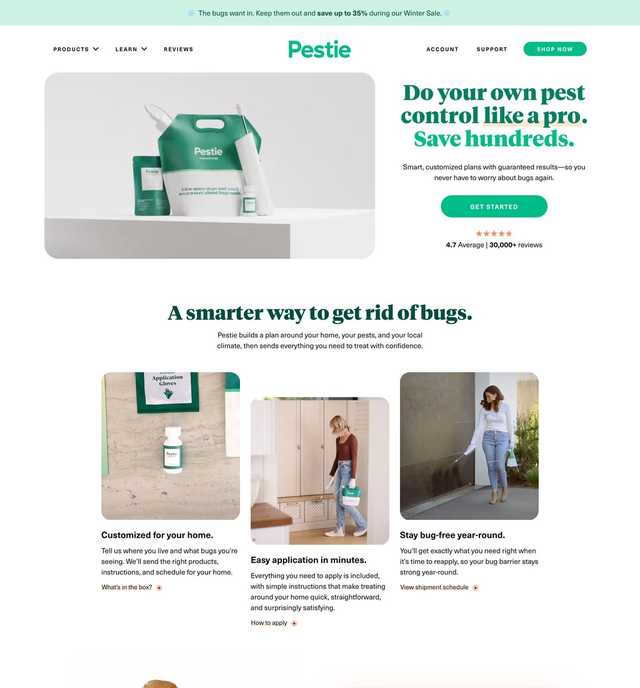 The bugs want in. Keep them out and save up to 35% during our Winter Sale.
PRODUCTS LEARN REVIEWS
Pestie
ACCOUNT SUPPORT SHOP NOW
Pestie
Pestie
Do your own pest
control like a pro.
Save hundreds.
Smart, customized plans with guaranteed results—so you
never have to worry about bugs again.
GET STARTED
4.7 Average | 30,000+ reviews
A smarter way to get rid of bugs.
Pestie builds a plan around your home, your pests, and your local
climate, then sends everything you need to treat with confidence.
Application
Gloves
Pestie
Customized for your home.
Tell us where you live and what bugs you're
seeing. We'll send the right products,
instructions, and schedule for your home.
What's in the box?
Easy application in minutes.
Everything you need to apply is included,
with simple instructions that make treating
around your home quick, straightforward,
and surprisingly satisfying.
How to apply
Stay bug-free year-round.
You'll get exactly what you need right when
it's time to reapply, so your bug barrier stays
strong year-round.
View shipment schedule